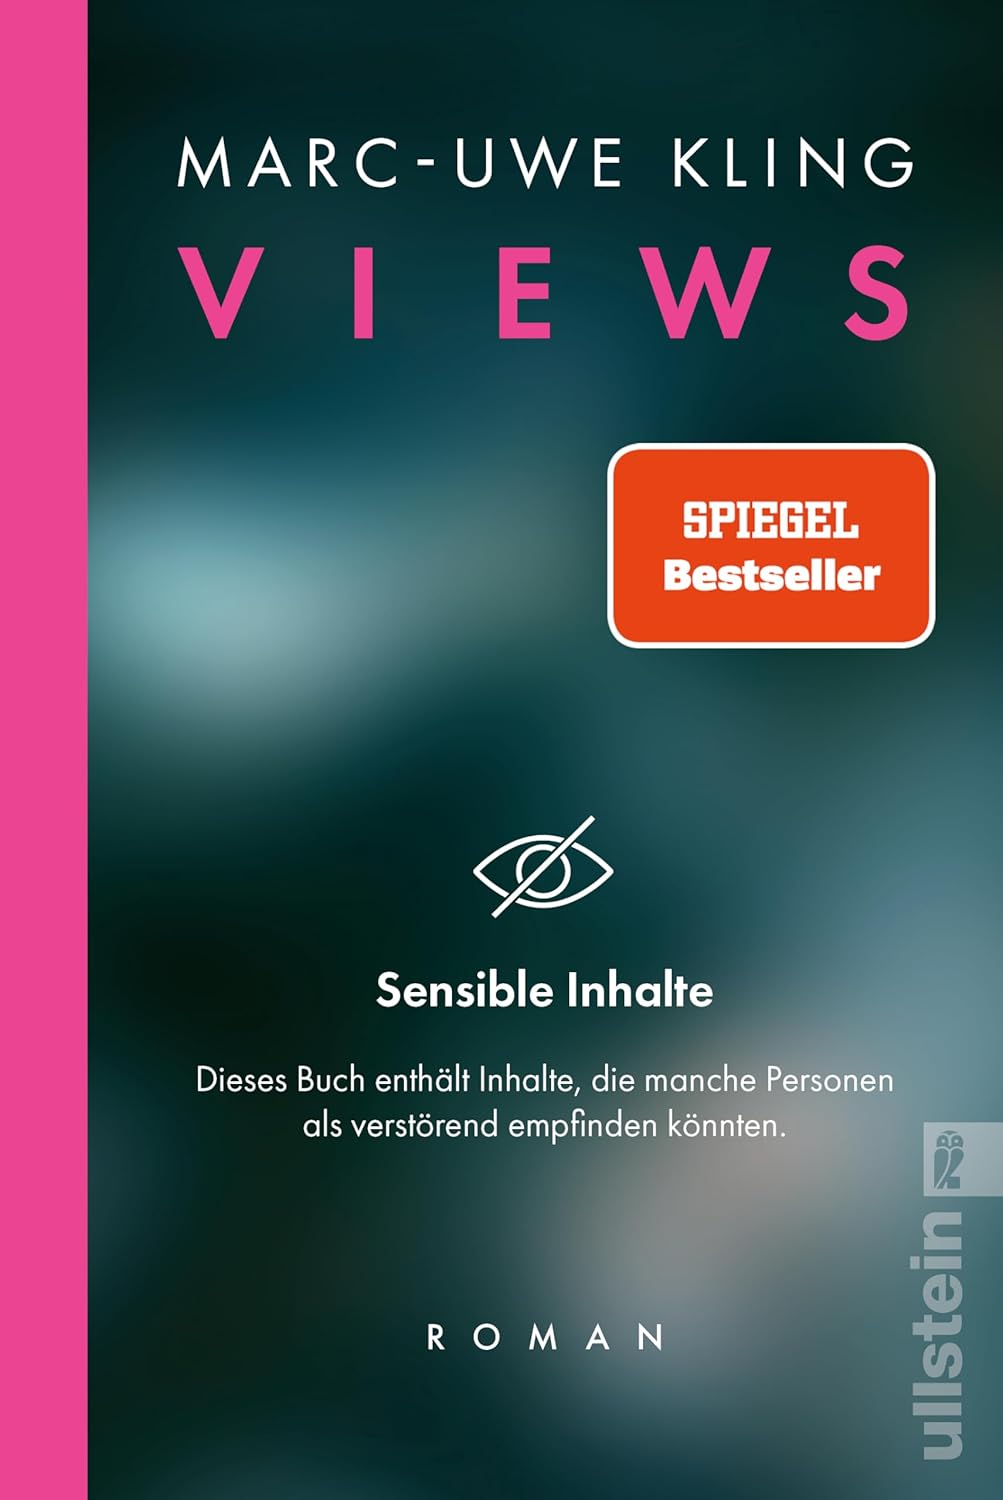 MARC-UWE KLING
VIEWS
SPIEGEL
Bestseller
Sensible Inhalte
Dieses Buch enthält Inhalte, die manche Personen
als verstörend empfinden könnten.
ROMAN
ullstein